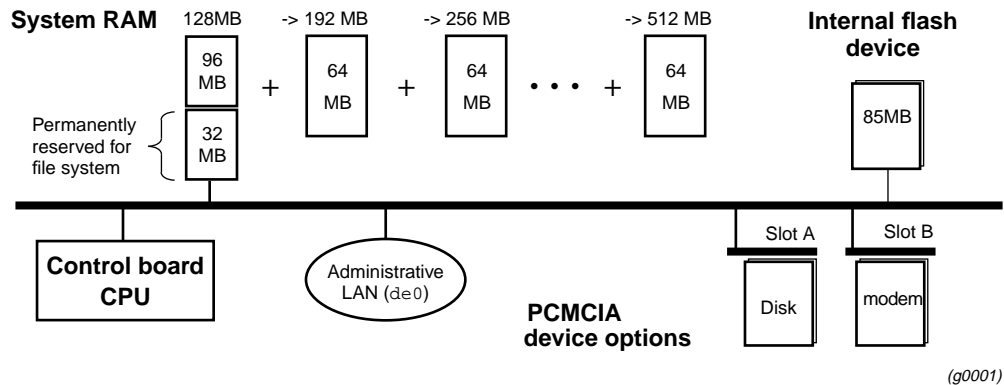 System RAM
128MB
-> 192 MB
-> 256 MB
-> 512 MB
Internal flash
device
96
MB
+
64
MB
+
64
MB
• • •
+
64
MB
85MB
Permanently
reserved for
file system
32
MB
Control board
CPU
Administrative
LAN (de0)
PCMCIA
device options
Slot A
Disk
Slot B
modem
(g0001)